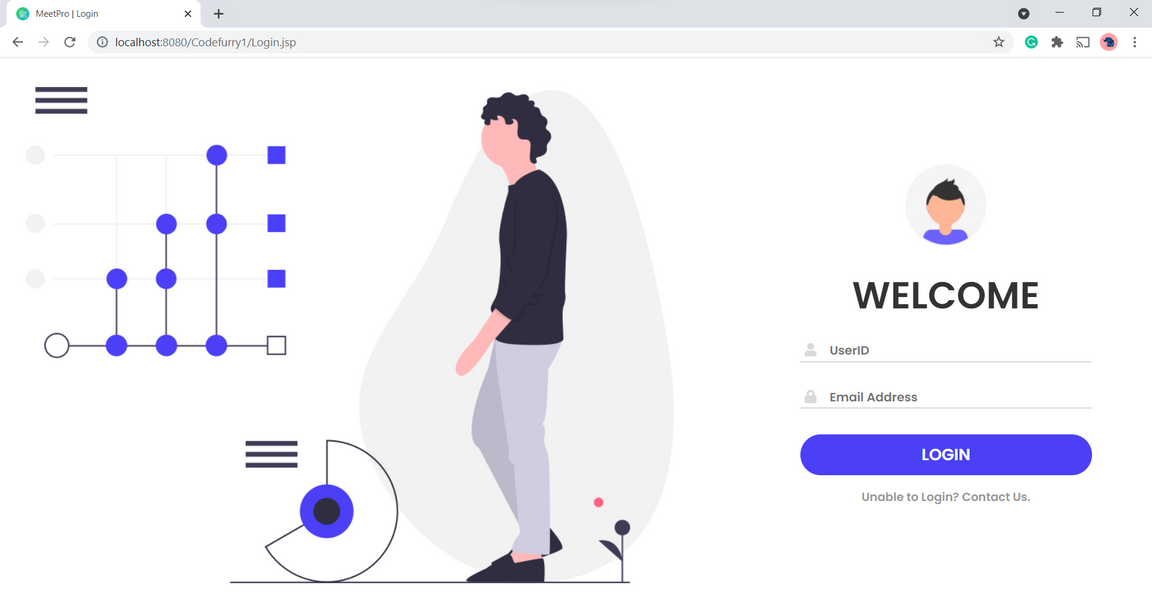 MeetPro | Login
localhost:8080/Codefurry1/Login.jsp
WELCOME
UserID
Email Address
LOGIN
Unable to Login? Contact Us.